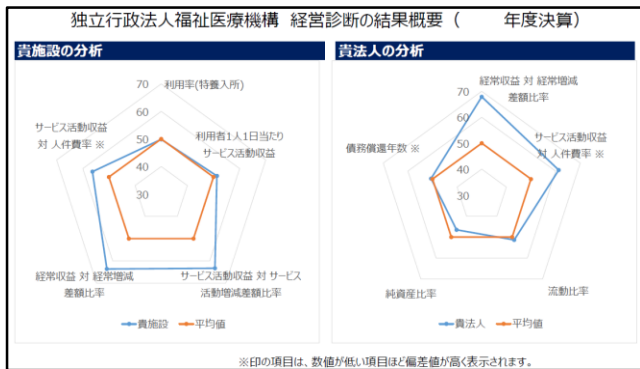 独立行政法人福祉医療機構 経営診断の結果概要（　　　年度決算）
貴施設の分析
70
60
50
40
30
利用率(特養入所)
利用者1人1日当たり
サービス活動収益
サービス活動収益 対 サービス
活動増減差額比率
経常収益 対 経常増減
差額比率
サービス活動収益
対 人件費率 ※
貴施設
平均値
貴法人の分析
70
60
50
40
30
経常収益 対 経常増減
差額比率
サービス活動収益
対 人件費率 ※
流動比率
純資産比率
債務償還年数 ※
貴法人
平均値
※印の項目は、数値が低い項目ほど偏差値が高く表示されます。